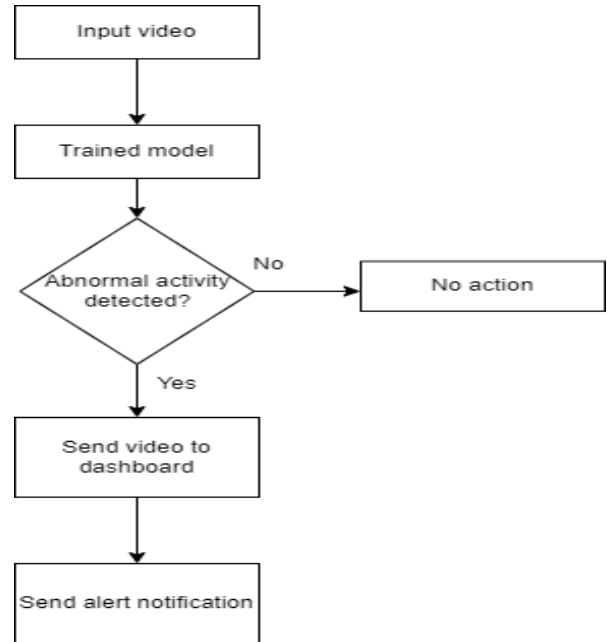 Input video
Trained model
Abnormal activity
detected?
No
No action
Yes
Send video to
dashboard
Send alert notification